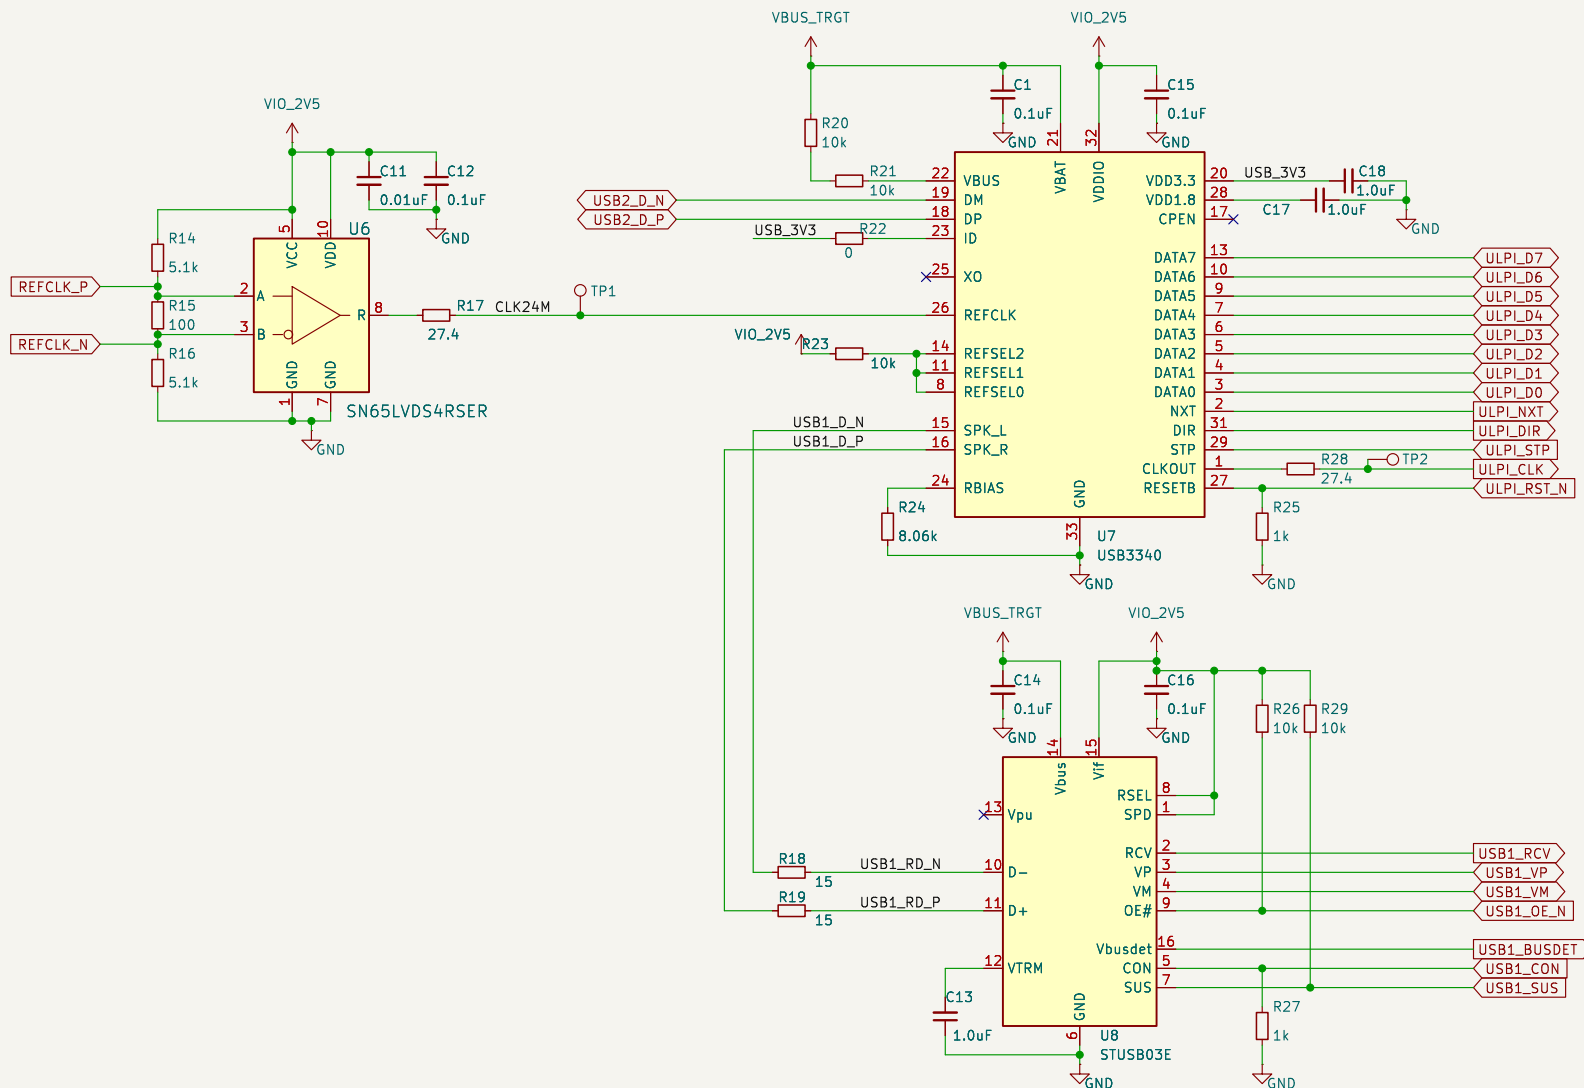 VBUS_TRGT
VIO_2V5
C1
0.1uF
GND
C15
0.1uF
GND
R20
10k
R21
10k
VIO_2V5
C11
0.01uF
C12
0.1uF
GND
U6
5
VCC
10
VDD
R14
5.1k
REFCLK_P
R15
100
REFCLK_N
R16
5.1k
2
A
3
B
R
8
GND
GND
1
7
SN65LVDS4RSER
GND
R17
27.4
CLK24M
TP1
USB2_D_N
USB2_D_P
USB_3V3
R22
0
VIO_2V5
R23
10k
USB1_D_N
USB1_D_P
R24
8.06k
21
VBAT
32
VDDIO
22 VBUS
19 DM
18 DP
23 ID
25 XO
26 REFCLK
14 REFSEL2
11 REFSEL1
8 REFSEL0
15 SPK_L
16 SPK_R
24 RBIAS
GND
33
U7
USB3340
GND
VDD3.3 20
VDD1.8 28
CPEN 17
DATA7 13
DATA6 10
DATA5 9
DATA4 7
DATA3 6
DATA2 5
DATA1 4
DATA0 3
NXT 2
DIR 31
STP 29
CLKOUT 1
RESETB 27
USB_3V3
C18
1.0uF
C17
1.0uF
GND
ULPI_D7
ULPI_D6
ULPI_D5
ULPI_D4
ULPI_D3
ULPI_D2
ULPI_D1
ULPI_D0
ULPI_NXT
ULPI_DIR
ULPI_STP
ULPI_CLK
ULPI_RST_N
R28
27.4
TP2
R25
1k
GND
VBUS_TRGT
VIO_2V5
C14
0.1uF
GND
C16
0.1uF
GND
R26
10k
R29
10k
14
Vbus
15
Vif
13 Vpu
10 D-
11 D+
12 VTRM
RSEL 8
SPD 1
RCV 2
VP 3
VM 4
OE# 9
Vbusdet 16
CON 5
SUS 7
GND
6
U8
STUSB03E
GND
R18
15
USB1_RD_N
R19
15
USB1_RD_P
C13
1.0uF
USB1_RCV
USB1_VP
USB1_VM
USB1_OE_N
USB1_BUSDET
USB1_CON
USB1_SUS
R27
1k
GND